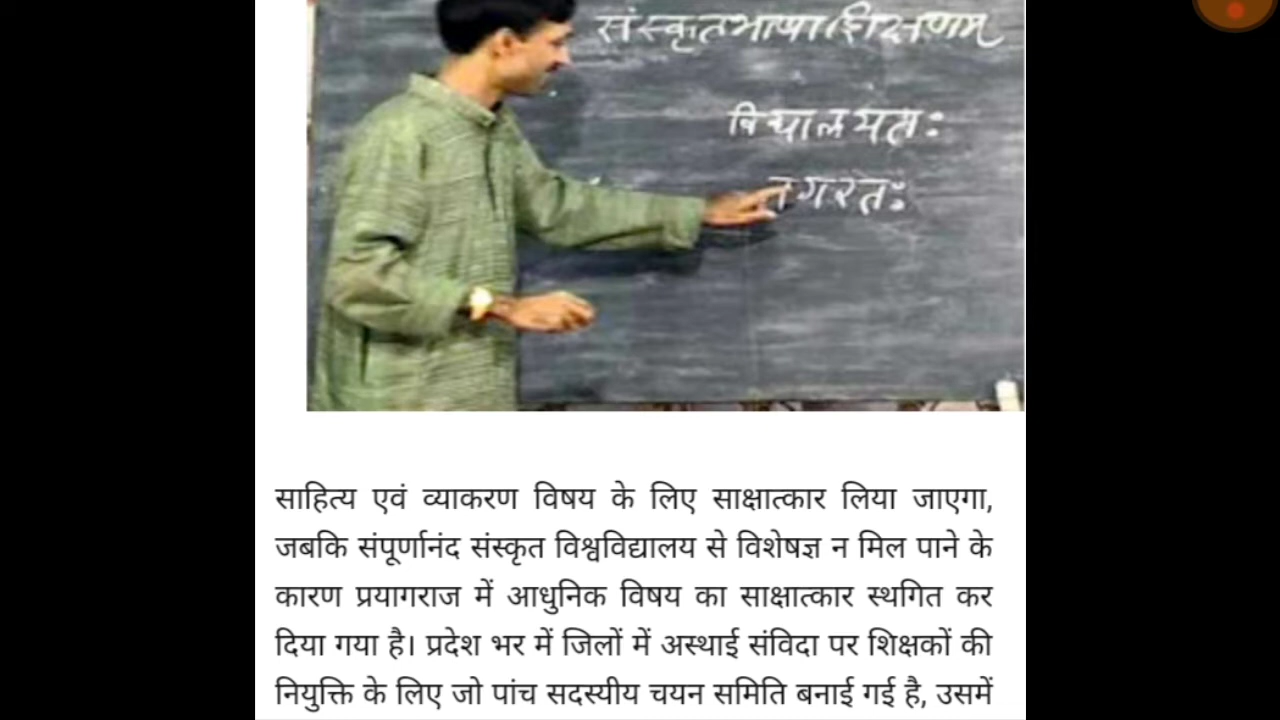 संस्कृतभाषाशिक्षणम्
विद्यालयतः
नगरतः
साहित्य एवं व्याकरण विषय के लिए साक्षात्कार लिया जाएगा,
जबकि संपूर्णानंद संस्कृत विश्वविद्यालय से विशेषज्ञ न मिल पाने के
कारण प्रयागराज में आधुनिक विषय का साक्षात्कार स्थगित कर
दिया गया है। प्रदेश भर में जिलों में अस्थाई संविदा पर शिक्षकों की
नियुक्ति के लिए जो पांच सदस्यीय चयन समिति बनाई गई है, उसमें